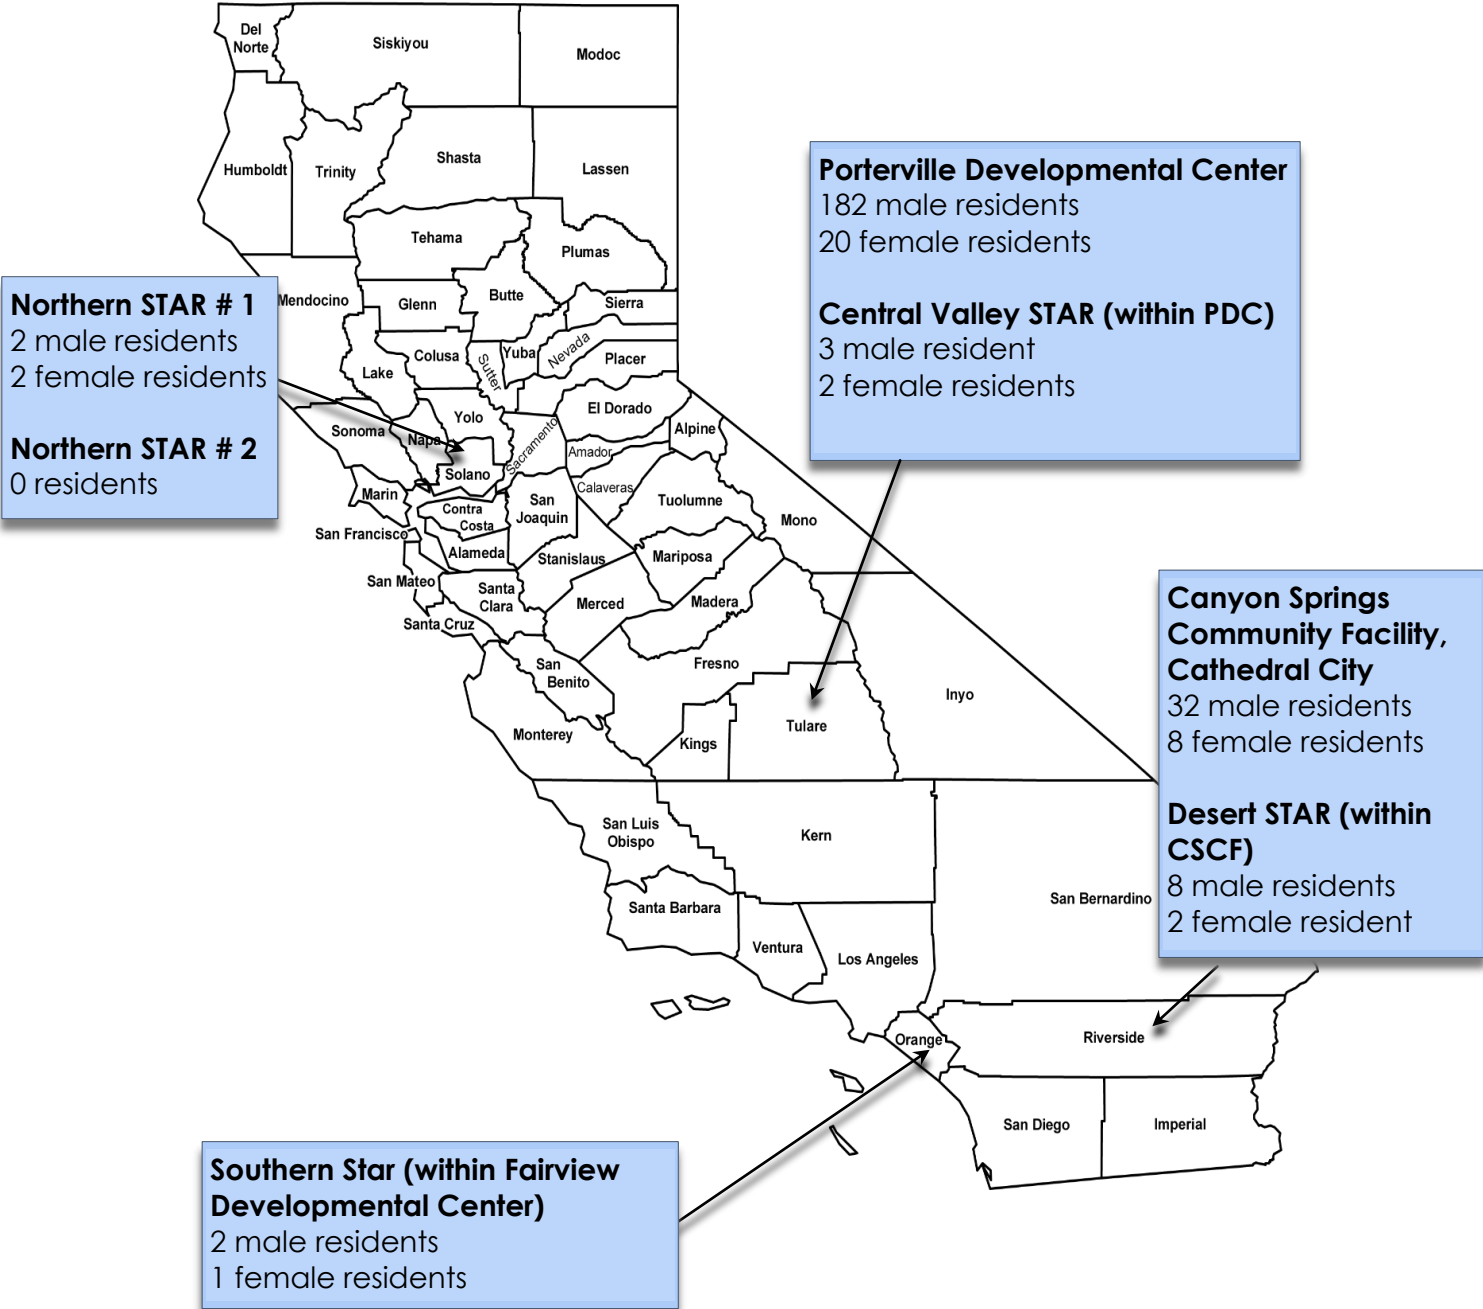 Del
Norte
Siskiyou
Modoc
Humboldt
Trinity
Shasta
Lassen
Tehama
Plumas
Mendocino
Glenn
Butte
Sierra
Lake
Colusa
Sutter
Yuba
Nevada
Placer
Sonoma
Napa
Yolo
Sacramento
El Dorado
Alpine
Amador
Solano
Calaveras
Marin
Contra
Costa
San
Joaquin
Tuolumne
Mono
San Francisco
Alameda
Stanislaus
Mariposa
San Mateo
Santa
Clara
Merced
Madera
Santa Cruz
San
Benito
Fresno
Inyo
Monterey
Kings
Tulare
San Luis
Obispo
Kern
San Bernardino
Santa Barbara
Ventura
Los Angeles
Orange
Riverside
San Diego
Imperial
Northern STAR # 1
2 male residents
2 female residents
Northern STAR # 2
0 residents
Porterville Developmental Center
182 male residents
20 female residents
Central Valley STAR (within PDC)
3 male resident
2 female residents
Canyon Springs
Community Facility,
Cathedral City
32 male residents
8 female residents
Desert STAR (within
CSCF)
8 male residents
2 female resident
Southern Star (within Fairview
Developmental Center)
2 male residents
1 female residents